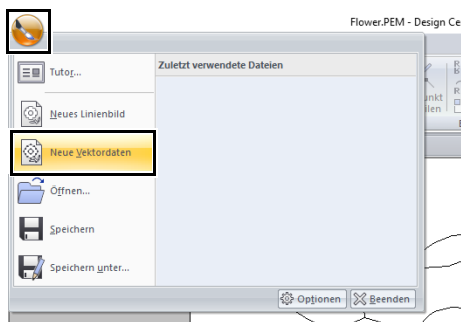 Flower.PEM - Design Ce
Tutor...
Zuletzt verwendete Dateien
Neues Linienbild
Neue Vektordaten
Öffnen...
Speichern
Speichern unter...
Optionen
Beenden